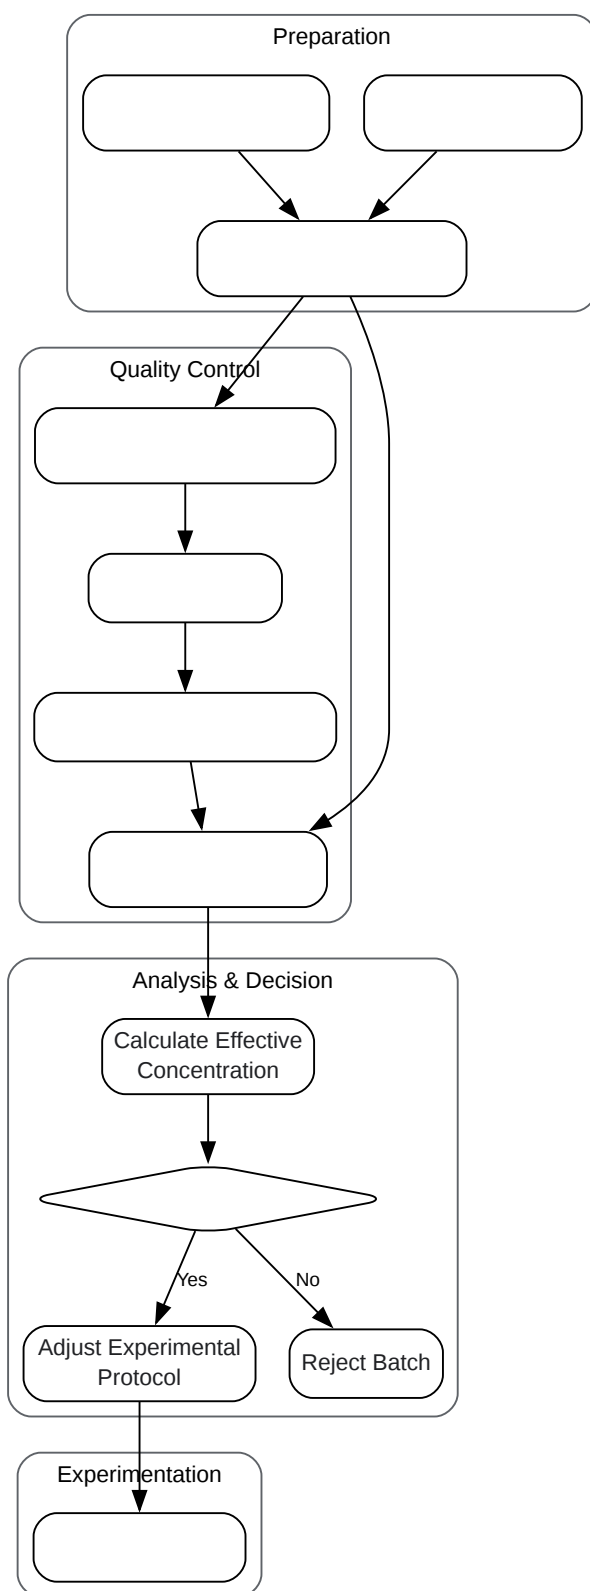 Preparation
Quality Control
Analysis & Decision
Calculate Effective
Concentration
Yes
No
Adjust Experimental
Protocol
Reject Batch
Experimentation